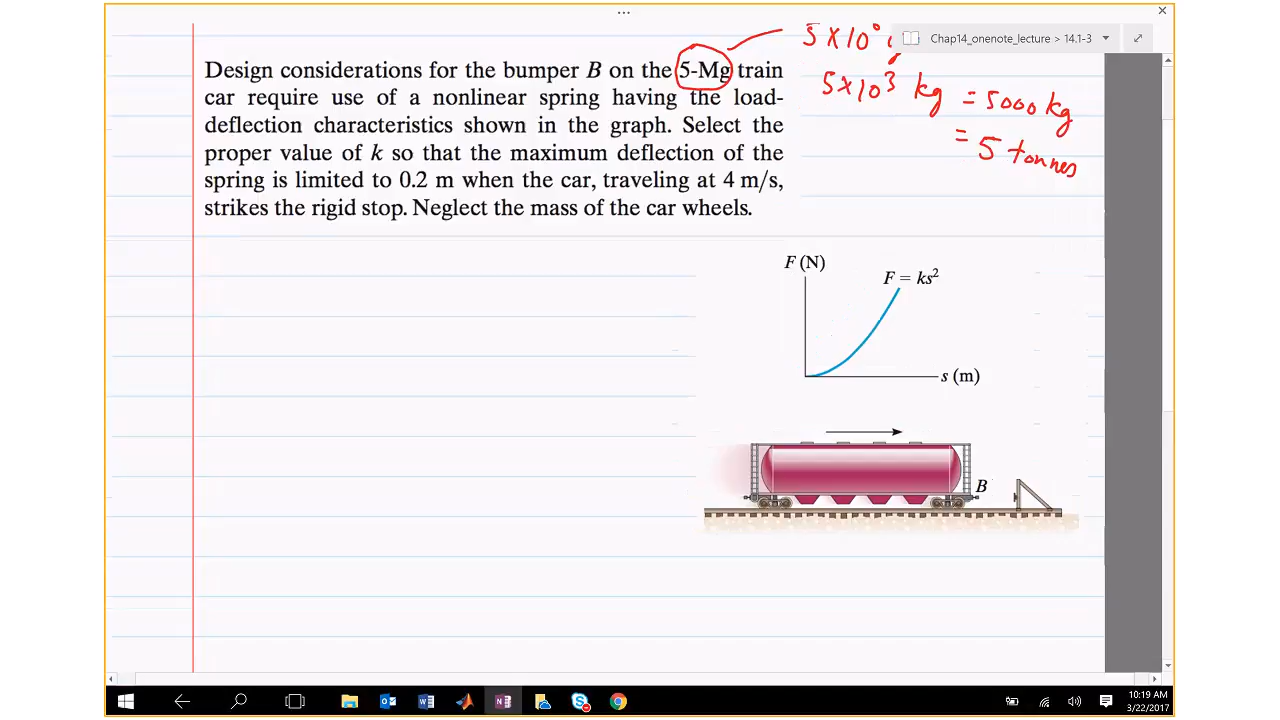 Chap14_onenote_lecture > 14.1-3
Design considerations for the bumper B on the 5-Mg train
car require use of a nonlinear spring having the load-
deflection characteristics shown in the graph. Select the
proper value of k so that the maximum deflection of the
spring is limited to 0.2 m when the car, traveling at 4 m/s,
strikes the rigid stop. Neglect the mass of the car wheels.
5×10
5×10³ kg = 5000 kg
= 5 tonnes
F (N)
F = ks²
s (m)
B
10:19 AM
3/22/2017